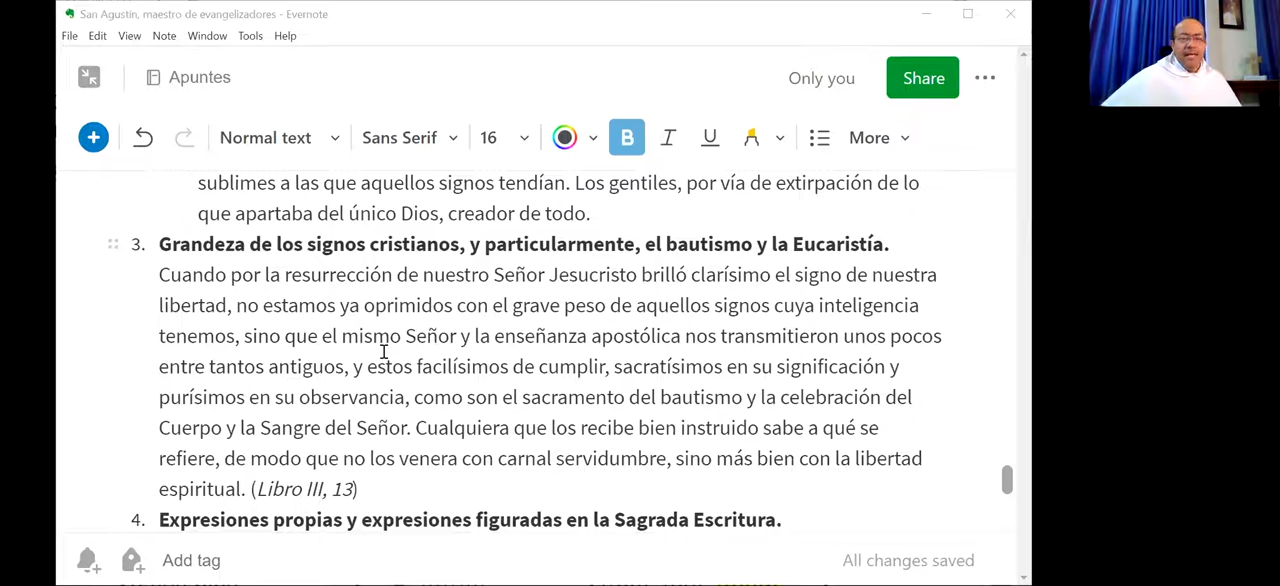 San Agustín, maestro de evangelizadores - Evernote
File Edit View Note Window Tools Help
Apuntes
Only you
Share
Normal text
Sans Serif
16
B
I
U
More
sublimes a las que aquellos signos tendían. Los gentiles, por vía de extirpación de lo
que apartaba del único Dios, creador de todo.
3. Grandeza de los signos cristianos, y particularmente, el bautismo y la Eucaristía.
Cuando por la resurrección de nuestro Señor Jesucristo brilló clarísimo el signo de nuestra
libertad, no estamos ya oprimidos con el grave peso de aquellos signos cuya inteligencia
tenemos, sino que el mismo Señor y la enseñanza apostólica nos transmitieron unos pocos
entre tantos antiguos, y estos facilísimos de cumplir, sacratísimos en su significación y
purísimos en su observancia, como son el sacramento del bautismo y la celebración del
Cuerpo y la Sangre del Señor. Cualquiera que los recibe bien instruido sabe a qué se
refiere, de modo que no los venera con carnal servidumbre, sino más bien con la libertad
espiritual. (Libro III, 13)
4. Expresiones propias y expresiones figuradas en la Sagrada Escritura.
Add tag
All changes saved